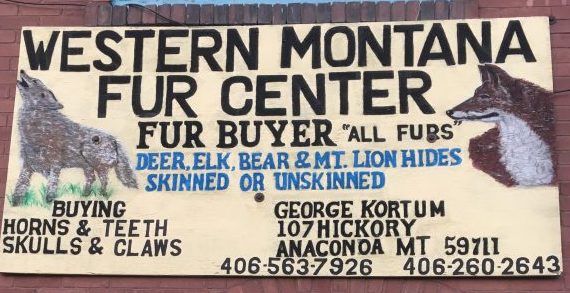 WESTERN MONTANA
FUR CENTER
FUR BUYER "ALL FURS"
DEER, ELK, BEAR & MT. LION HIDES
SKINNED OR UNSKINNED
BUYING
HORNS & TEETH
SKULLS & CLAWS
GEORGE KORTUM
107 HICKORY
ANACONDA MT 59711
406-563-7926 406-260-2643